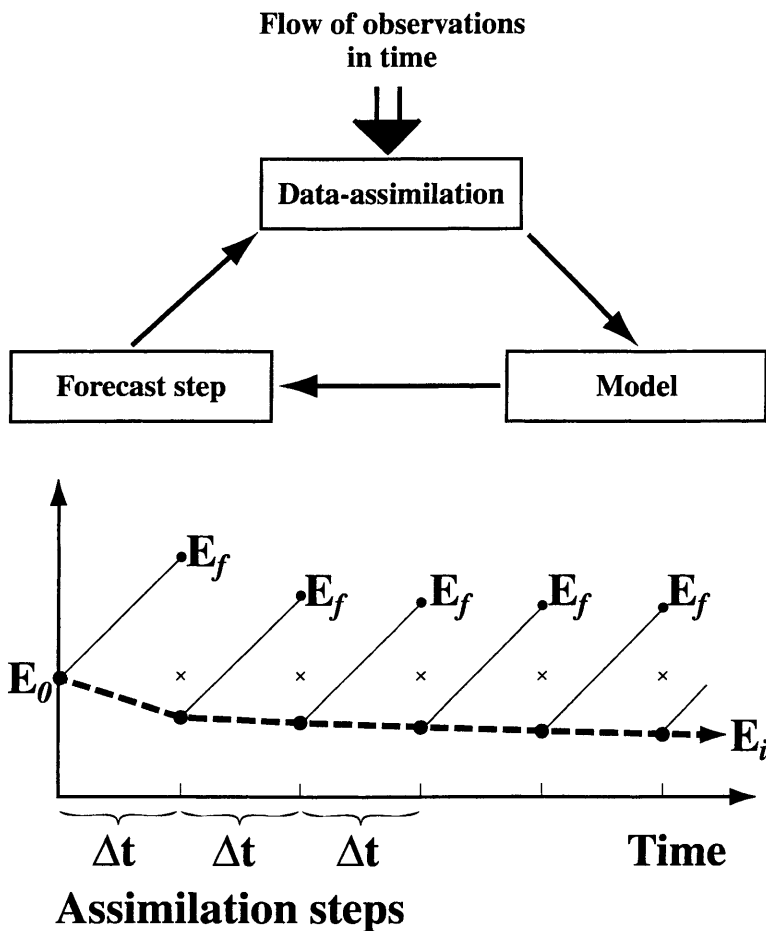 Flow of observations
in time
Data-assimilation
Forecast step
Model
E_f
E_f
E_f
E_f
E_f
E_0
E_i
Δt
Δt
Δt
Time
Assimilation steps